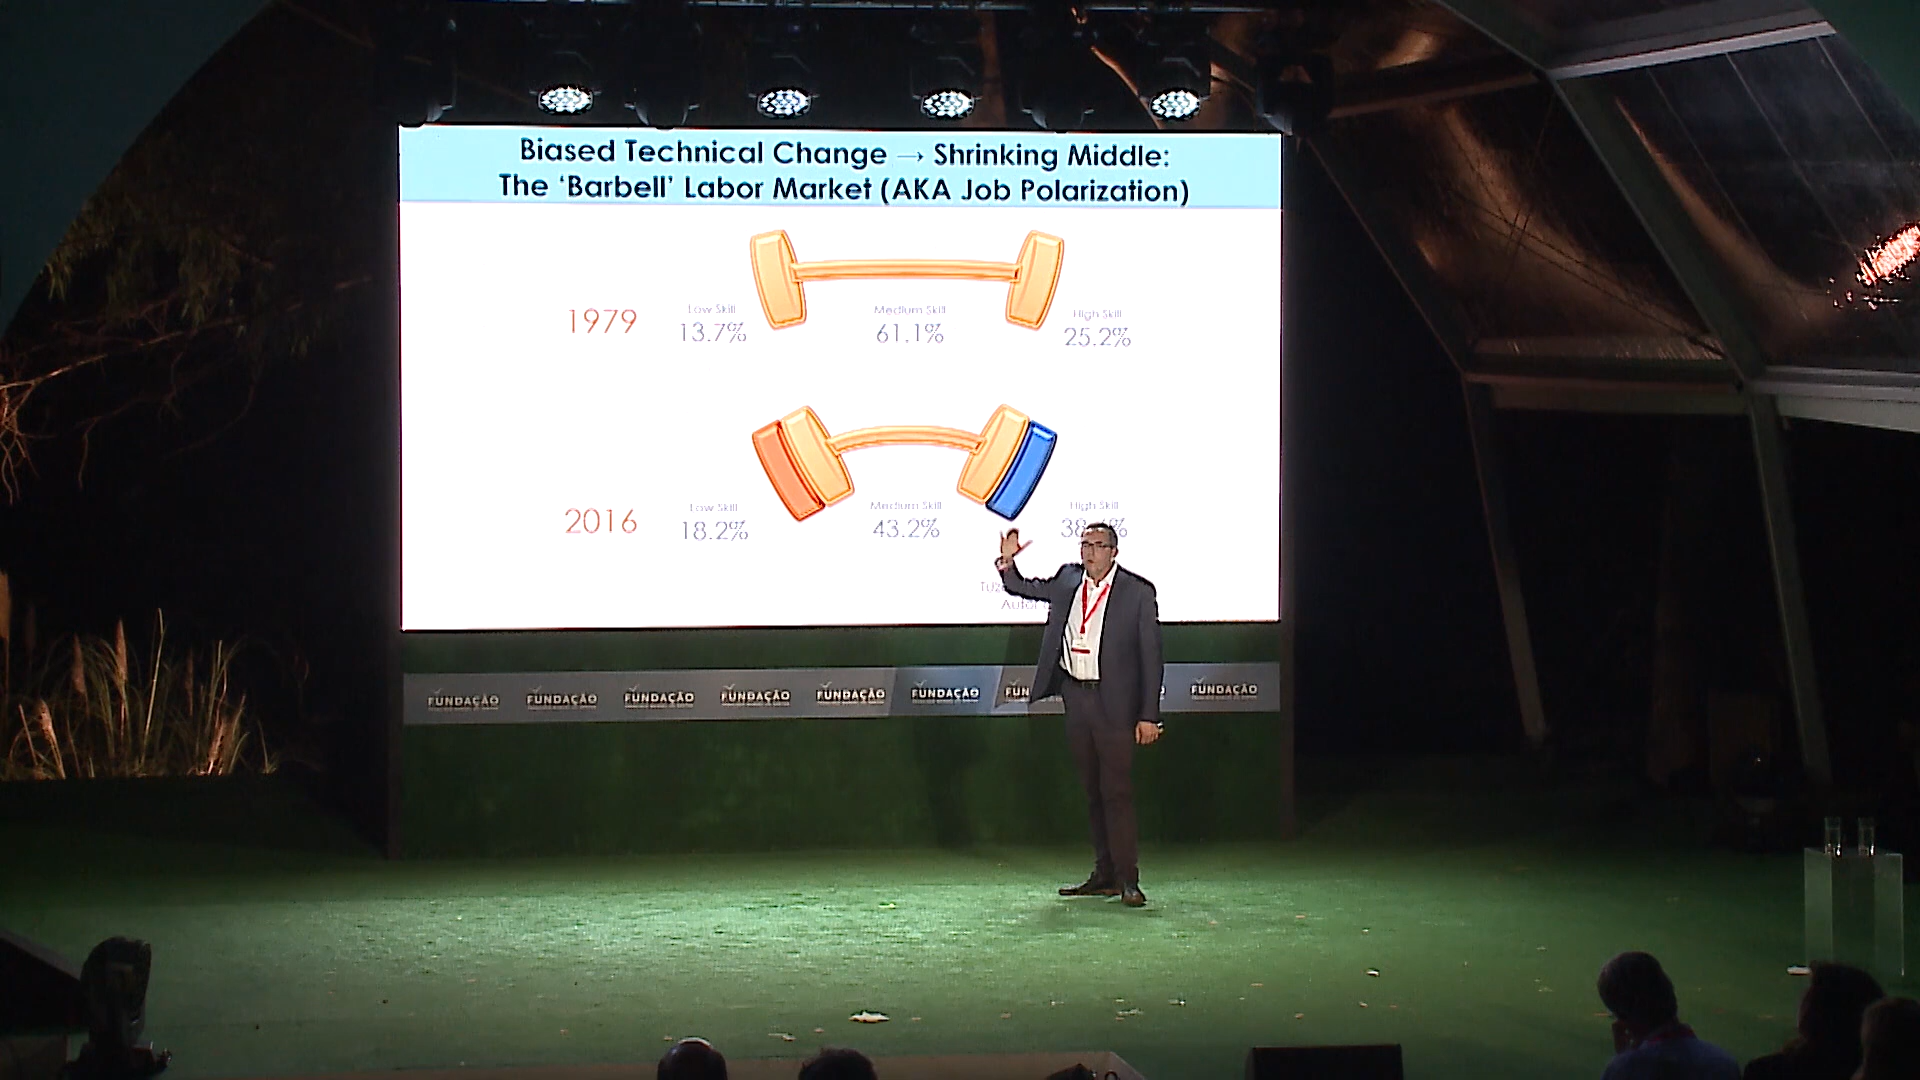 Biased Technical Change → Shrinking Middle:
The 'Barbell' Labor Market (AKA Job Polarization)
1979
Low Skill
13.7%
Medium Skill
61.1%
High Skill
25.2%
2016
Low Skill
18.2%
Medium Skill
43.2%
High Skill
FUNDAÇÃO FUNDAÇÃO FUNDAÇÃO FUNDAÇÃO FUNDAÇÃO FUNDAÇÃO FUN FUNDAÇÃO